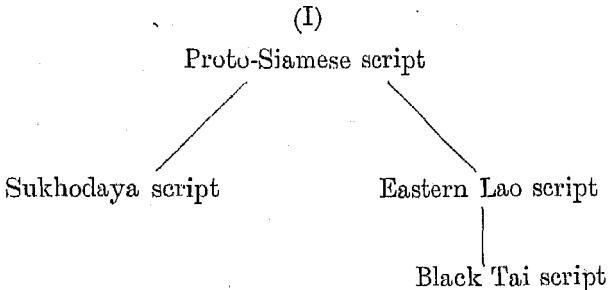 (I)
Proto-Siamese script
Sukhodaya script Eastern Lao script
Black Tai script